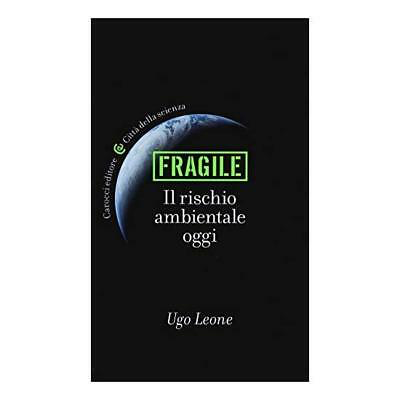 Carocci editore @ Città della scienza
FRAGILE
Il rischio
ambientale
oggi
Ugo Leone